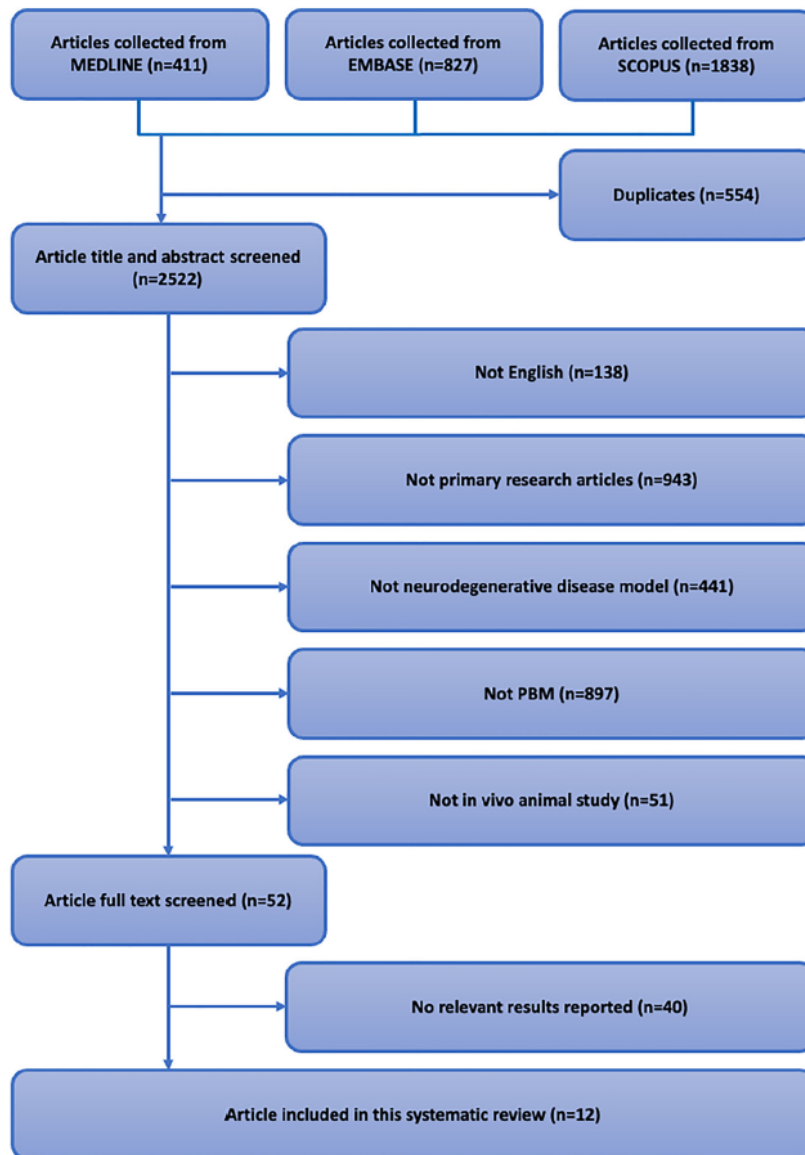 Articles collected from
MEDLINE (n=411)
Articles collected from
EMBASE (n=827)
Articles collected from
SCOPUS (n=1838)
Duplicates (n=554)
Article title and abstract screened
(n=2522)
Not English (n=138)
Not primary research articles (n=943)
Not neurodegenerative disease model (n=441)
Not PBM (n=897)
Not in vivo animal study (n=51)
Article full text screened (n=52)
No relevant results reported (n=40)
Article included in this systematic review (n=12)